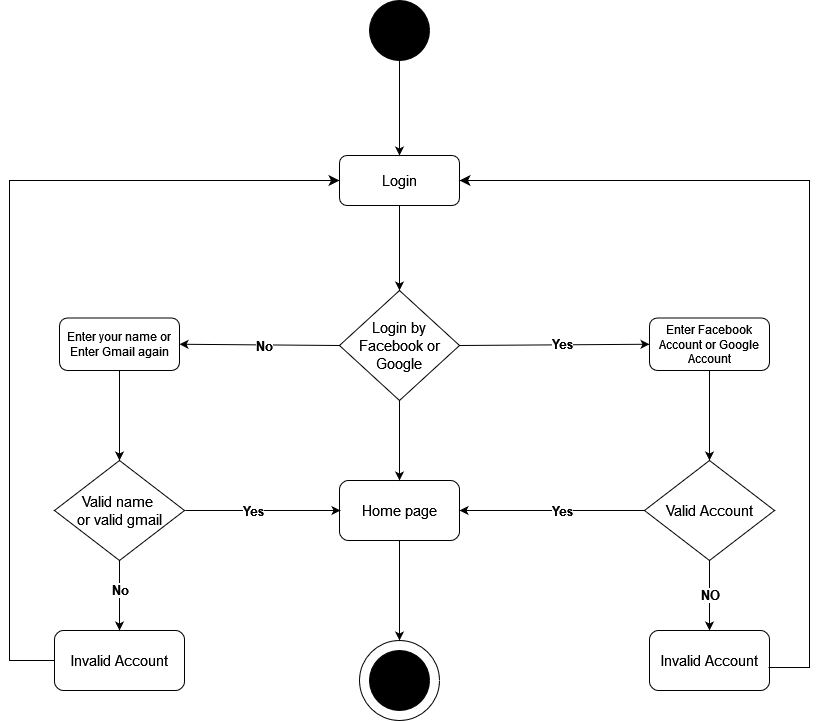 Login
Login by
Facebook or
Google
No
Yes
Enter your name or
Enter Gmail again
Enter Facebook
Account or Google
Account
Valid name
or valid gmail
Yes
Home page
Yes
Valid Account
No
NO
Invalid Account
Invalid Account